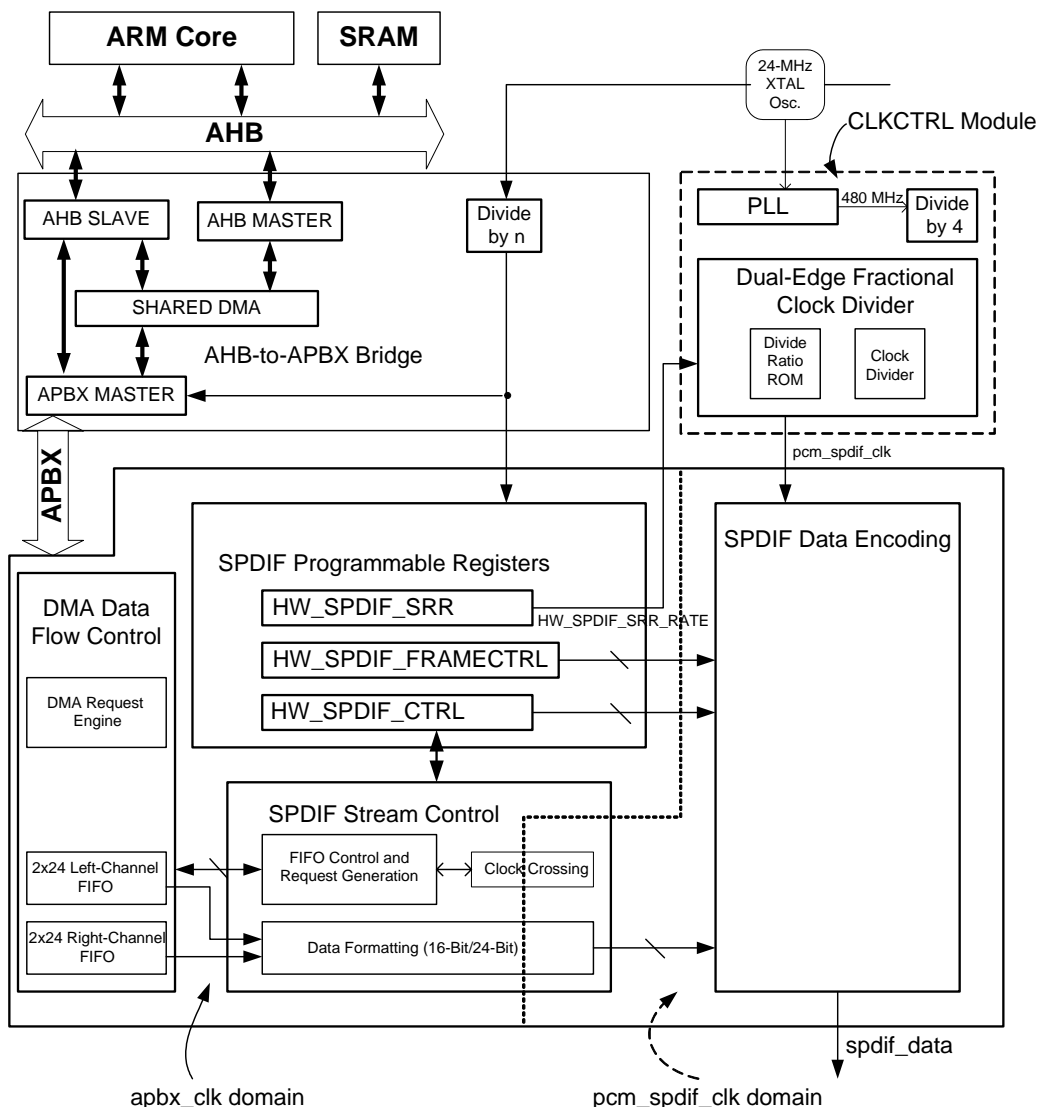 ARM Core
SRAM
24-MHz
XTAL
Osc.
AHB
CLKCTRL Module
AHB SLAVE
AHB MASTER
Divide
by n
PLL
480 MHz
Divide
by 4
SHARED DMA
AHB-to-APBX Bridge
APBX MASTER
Dual-Edge Fractional
Clock Divider
Divide
Ratio
ROM
Clock
Divider
APBX
pcm_spdif_clk
SPDIF Programmable Registers
HW_SPDIF_SRR
HW_SPDIF_SRR_RATE
HW_SPDIF_FRAMECTRL
HW_SPDIF_CTRL
SPDIF Data Encoding
DMA Data
Flow Control
DMA Request
Engine
SPDIF Stream Control
2x24 Left-Channel
FIFO
FIFO Control and
Request Generation
Clock Crossing
2x24 Right-Channel
FIFO
Data Formatting (16-Bit/24-Bit)
spdif_data
apbx_clk domain
pcm_spdif_clk domain